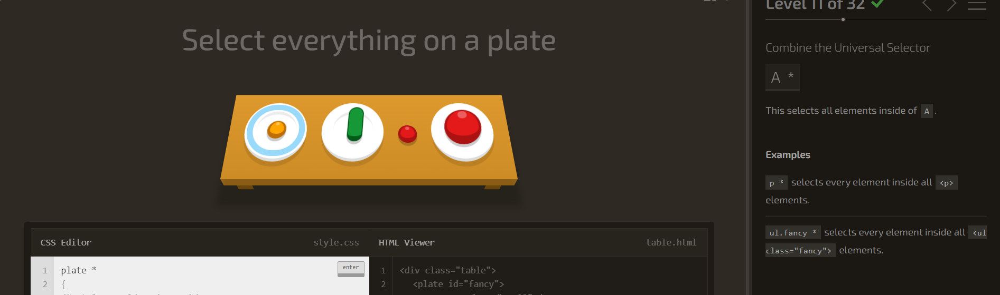 Level 11 of 32
Select everything on a plate
Combine the Universal Selector
A *
This selects all elements inside of A .
Examples
p * selects every element inside all <p>
elements.
ul.fancy * selects every element inside all <ul
class="fancy"> elements.
CSS Editor style.css
HTML Viewer table.html
1 plate * enter
2 {
1 <div class="table">
2 <plate id="fancy">